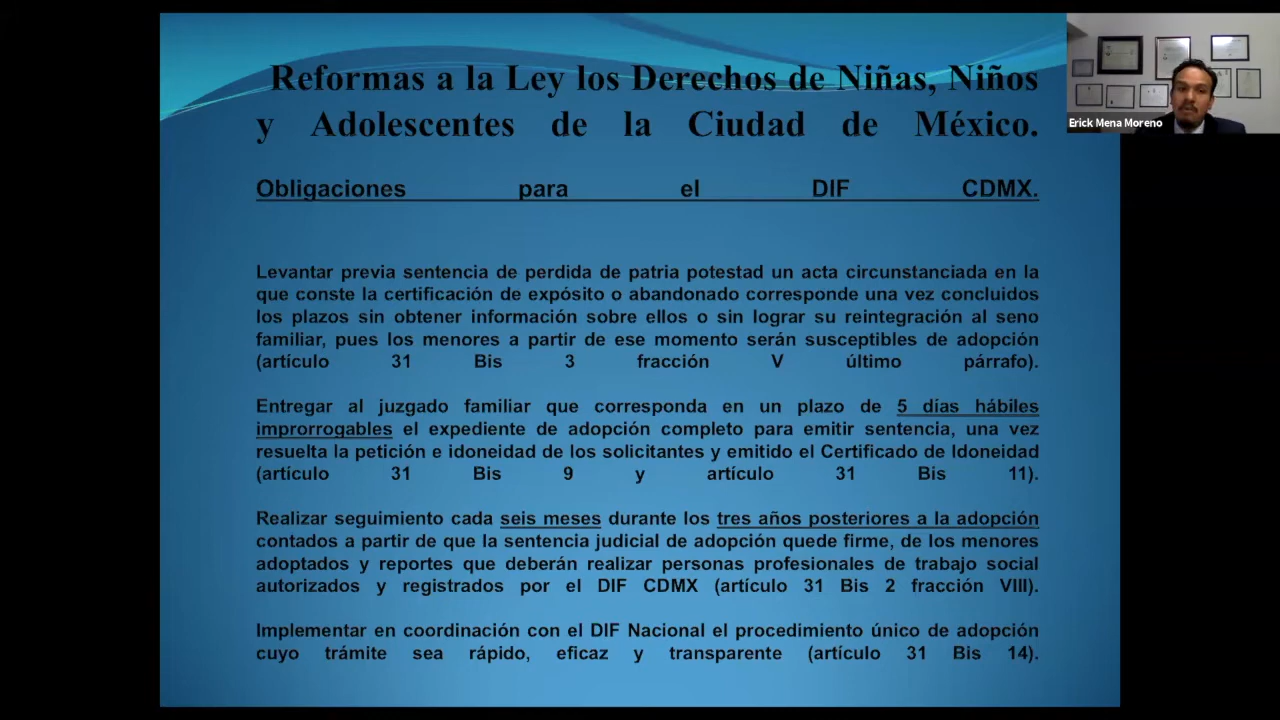 Reformas a la Ley los Derechos de Niñas, Niños
y Adolescentes de la Ciudad de México.
Obligaciones para el DIF CDMX.
Levantar previa sentencia de perdida de patria potestad un acta circunstanciada en la
que conste la certificación de expósito o abandonado corresponde una vez concluidos
los plazos sin obtener información sobre ellos o sin lograr su reintegración al seno
familiar, pues los menores a partir de ese momento serán susceptibles de adopción
(artículo 31 Bis 3 fracción V último párrafo).
Entregar al juzgado familiar que corresponda en un plazo de 5 días hábiles
improrrogables el expediente de adopción completo para emitir sentencia, una vez
resuelta la petición e idoneidad de los solicitantes y emitido el Certificado de Idoneidad
(artículo 31 Bis 9 y artículo 31 Bis 11).
Realizar seguimiento cada seis meses durante los tres años posteriores a la adopción
contados a partir de que la sentencia judicial de adopción quede firme, de los menores
adoptados y reportes que deberán realizar personas profesionales de trabajo social
autorizados y registrados por el DIF CDMX (artículo 31 Bis 2 fracción VIII).
Implementar en coordinación con el DIF Nacional el procedimiento único de adopción
cuyo trámite sea rápido, eficaz y transparente (artículo 31 Bis 14).
Erick Mena Moreno